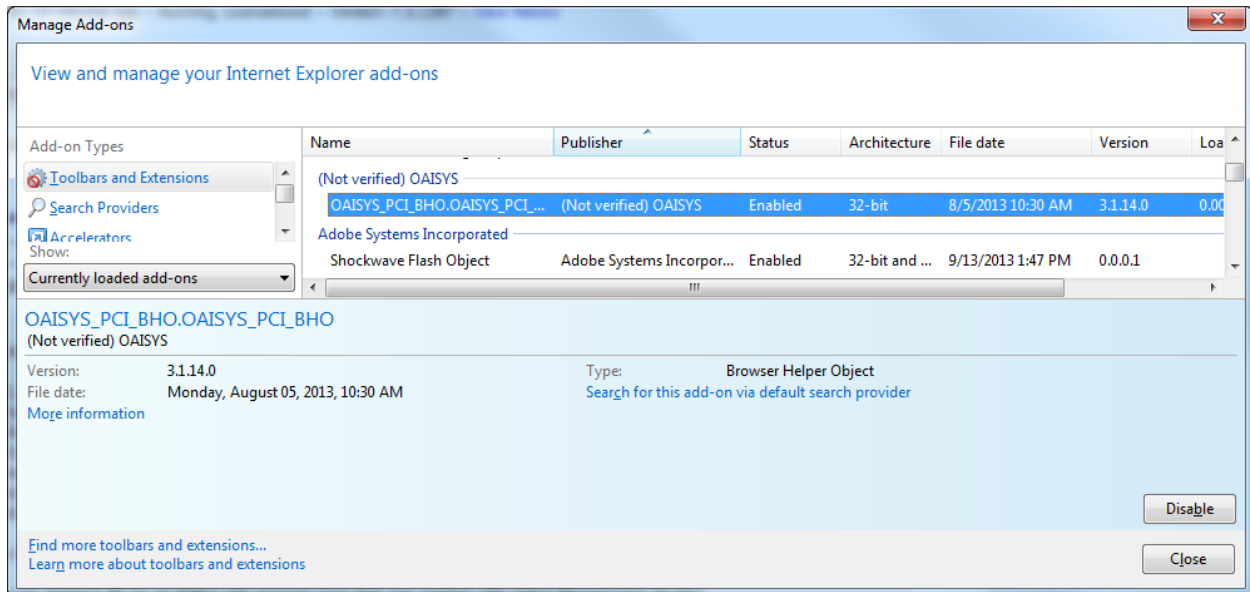 Manage Add-ons
View and manage your Internet Explorer add-ons
Add-on Types
Toolbars and Extensions
Search Providers
Accelerators
Show:
Currently loaded add-ons
Name Publisher Status Architecture File date Version Loa
(Not verified) OAISYS
OAISYS_PCI_BHO.OAISYS_PCI_... (Not verified) OAISYS Enabled 32-bit 8/5/2013 10:30 AM 3.1.14.0 0.00
Adobe Systems Incorporated
Shockwave Flash Object Adobe Systems Incorpor... Enabled 32-bit and ... 9/13/2013 1:47 PM 0.0.0.1
OAISYS_PCI_BHO.OAISYS_PCI_BHO
(Not verified) OAISYS
Version: 3.1.14.0 Type: Browser Helper Object
File date: Monday, August 05, 2013, 10:30 AM Search for this add-on via default search provider
More information
Disable
Find more toolbars and extensions...
Learn more about toolbars and extensions
Close